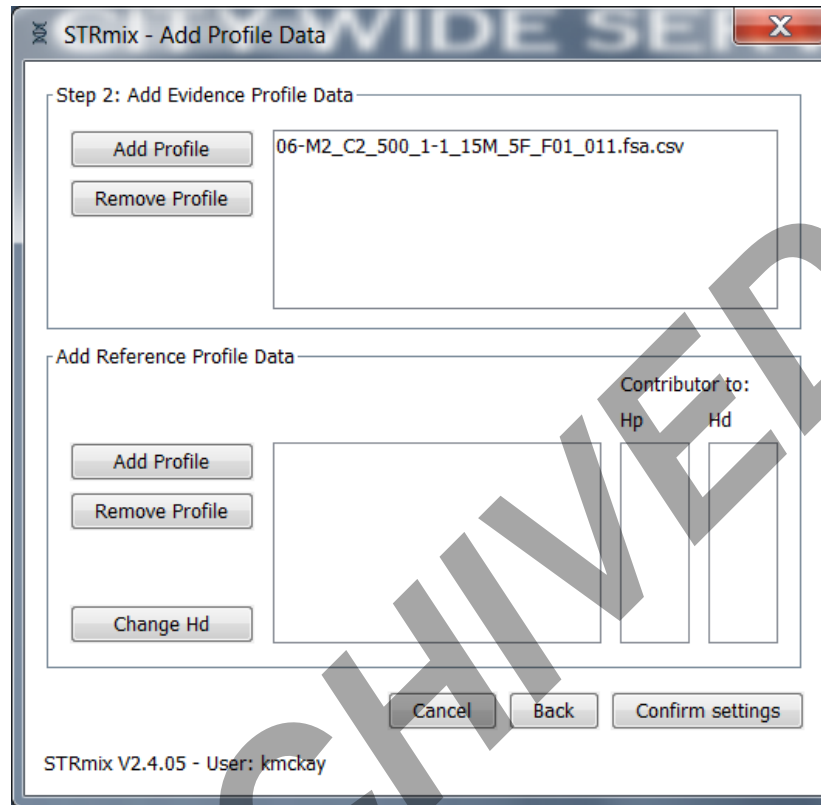 STRmix - Add Profile Data
Step 2: Add Evidence Profile Data
Add Profile
06-M2_C2_500_1-1_15M_5F_F01_011.fsa.csv
Remove Profile
Add Reference Profile Data
Contributor to:
Hp Hd
Add Profile
Remove Profile
Change Hd
Cancel Back Confirm settings
STRmix V2.4.05 - User: kmckay
CHIVED